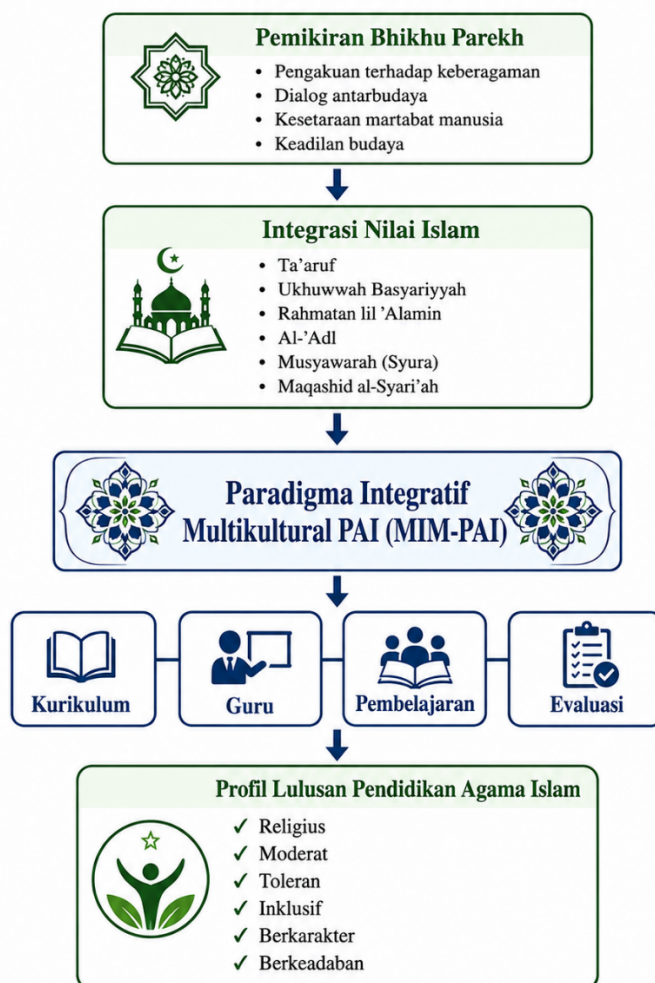 Pemikiran Bhikhu Parekh
• Pengakuan terhadap keberagaman
• Dialog antarbudaya
• Kesetaraan martabat manusia
• Keadilan budaya
Integrasi Nilai Islam
• Ta’aruf
• Ukhuwwah Basyariyyah
• Rahmatan lil ’Alamin
• Al-’Adl
• Musyawarah (Syura)
• Maqashid al-Syari’ah
Paradigma Integratif
Multikultural PAI (MIM-PAI)
Kurikulum
Guru
Pembelajaran
Evaluasi
Profil Lulusan Pendidikan Agama Islam
✓ Religius
✓ Moderat
✓ Toleran
✓ Inklusif
✓ Berkarakter
✓ Berkeadaban